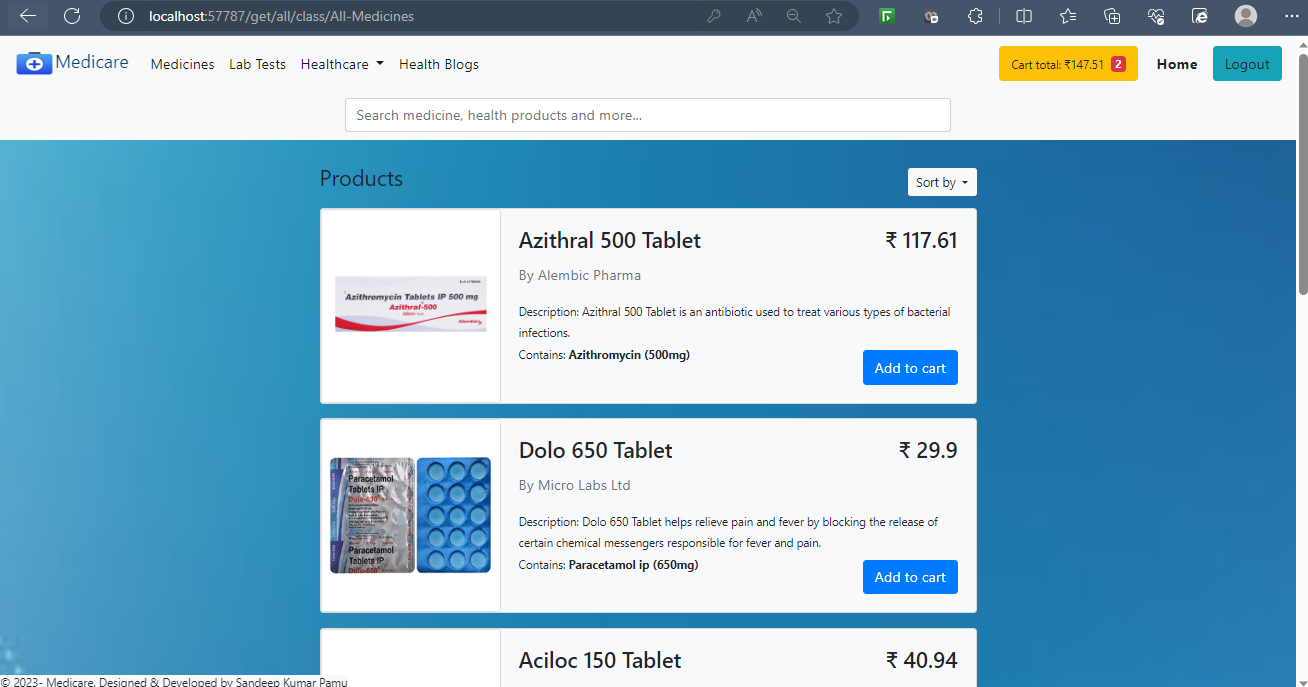 localhost:57787/get/all/class/All-Medicines
Medicare Medicines Lab Tests Healthcare Health Blogs Cart total: ₹147.51 2 Home Logout
Search medicine, health products and more...
Products
Sort by
Azithral 500 Tablet ₹ 117.61
By Alembic Pharma
Azithromycin Tablets IP 500 mg
Azithral-500
Description: Azithral 500 Tablet is an antibiotic used to treat various types of bacterial
infections.
Contains: Azithromycin (500mg)
Add to cart
Dolo 650 Tablet ₹ 29.9
By Micro Labs Ltd
Paracetamol
Tablets IP
Dolo-650
Paracetamol
Tablets IP
Dolo-650
Description: Dolo 650 Tablet helps relieve pain and fever by blocking the release of
certain chemical messengers responsible for fever and pain.
Contains: Paracetamol ip (650mg)
Add to cart
Aciloc 150 Tablet ₹ 40.94
© 2023- Medicare. Designed & Developed by Sandeep Kumar Pamu